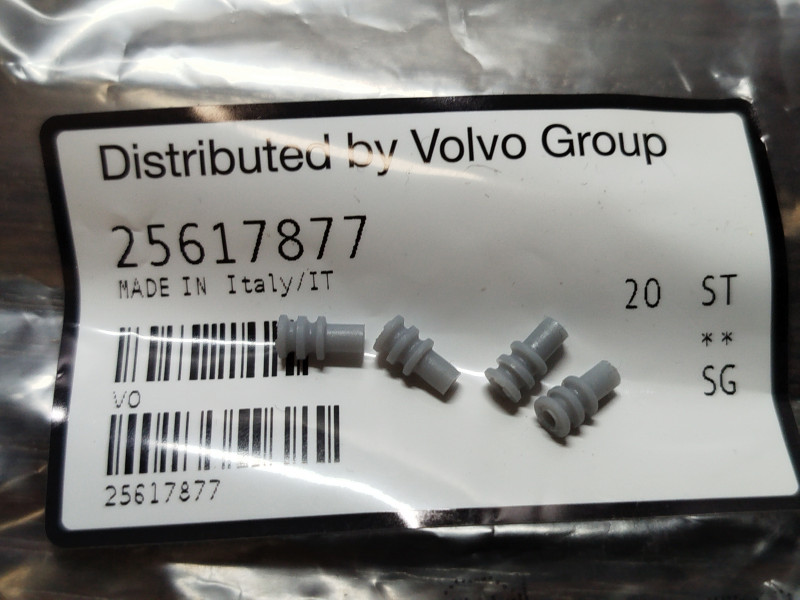 Distributed by Volvo Group
25617877
MADE IN Italy/IT
20 ST
**
SG
VO
25617877